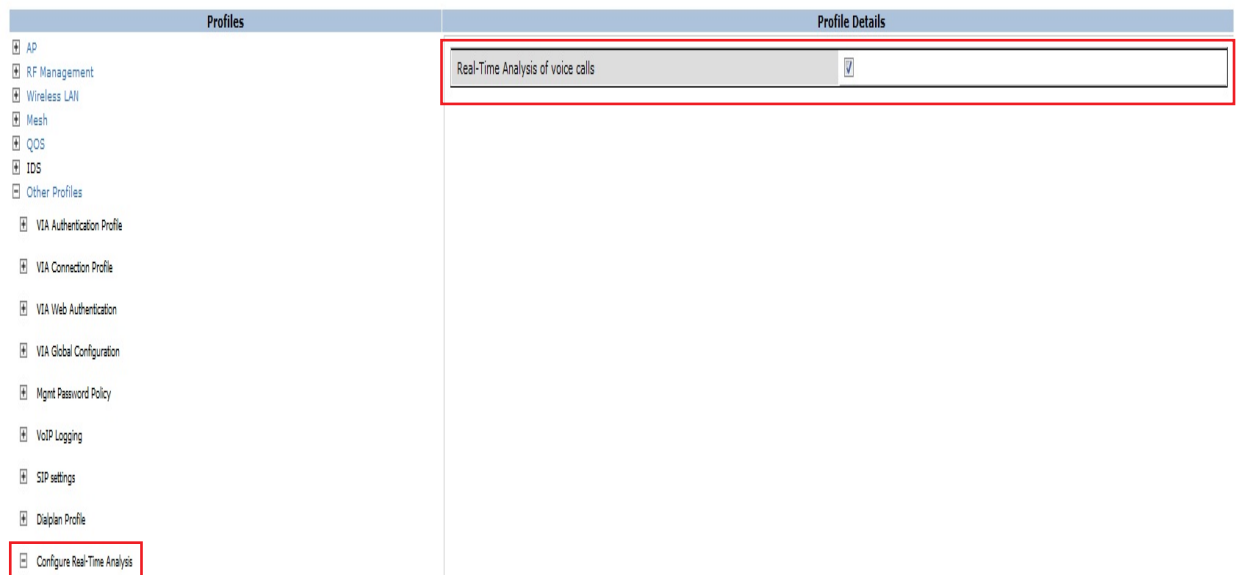 Profiles
Profile Details
AP
RF Management
Wireless LAN
Mesh
QOS
IDS
Other Profiles
VIA Authentication Profile
VIA Connection Profile
VIA Web Authentication
VIA Global Configuration
Mgmt Password Policy
VoIP Logging
SIP settings
Dialplan Profile
Configure Real-Time Analysis
Real-Time Analysis of voice calls